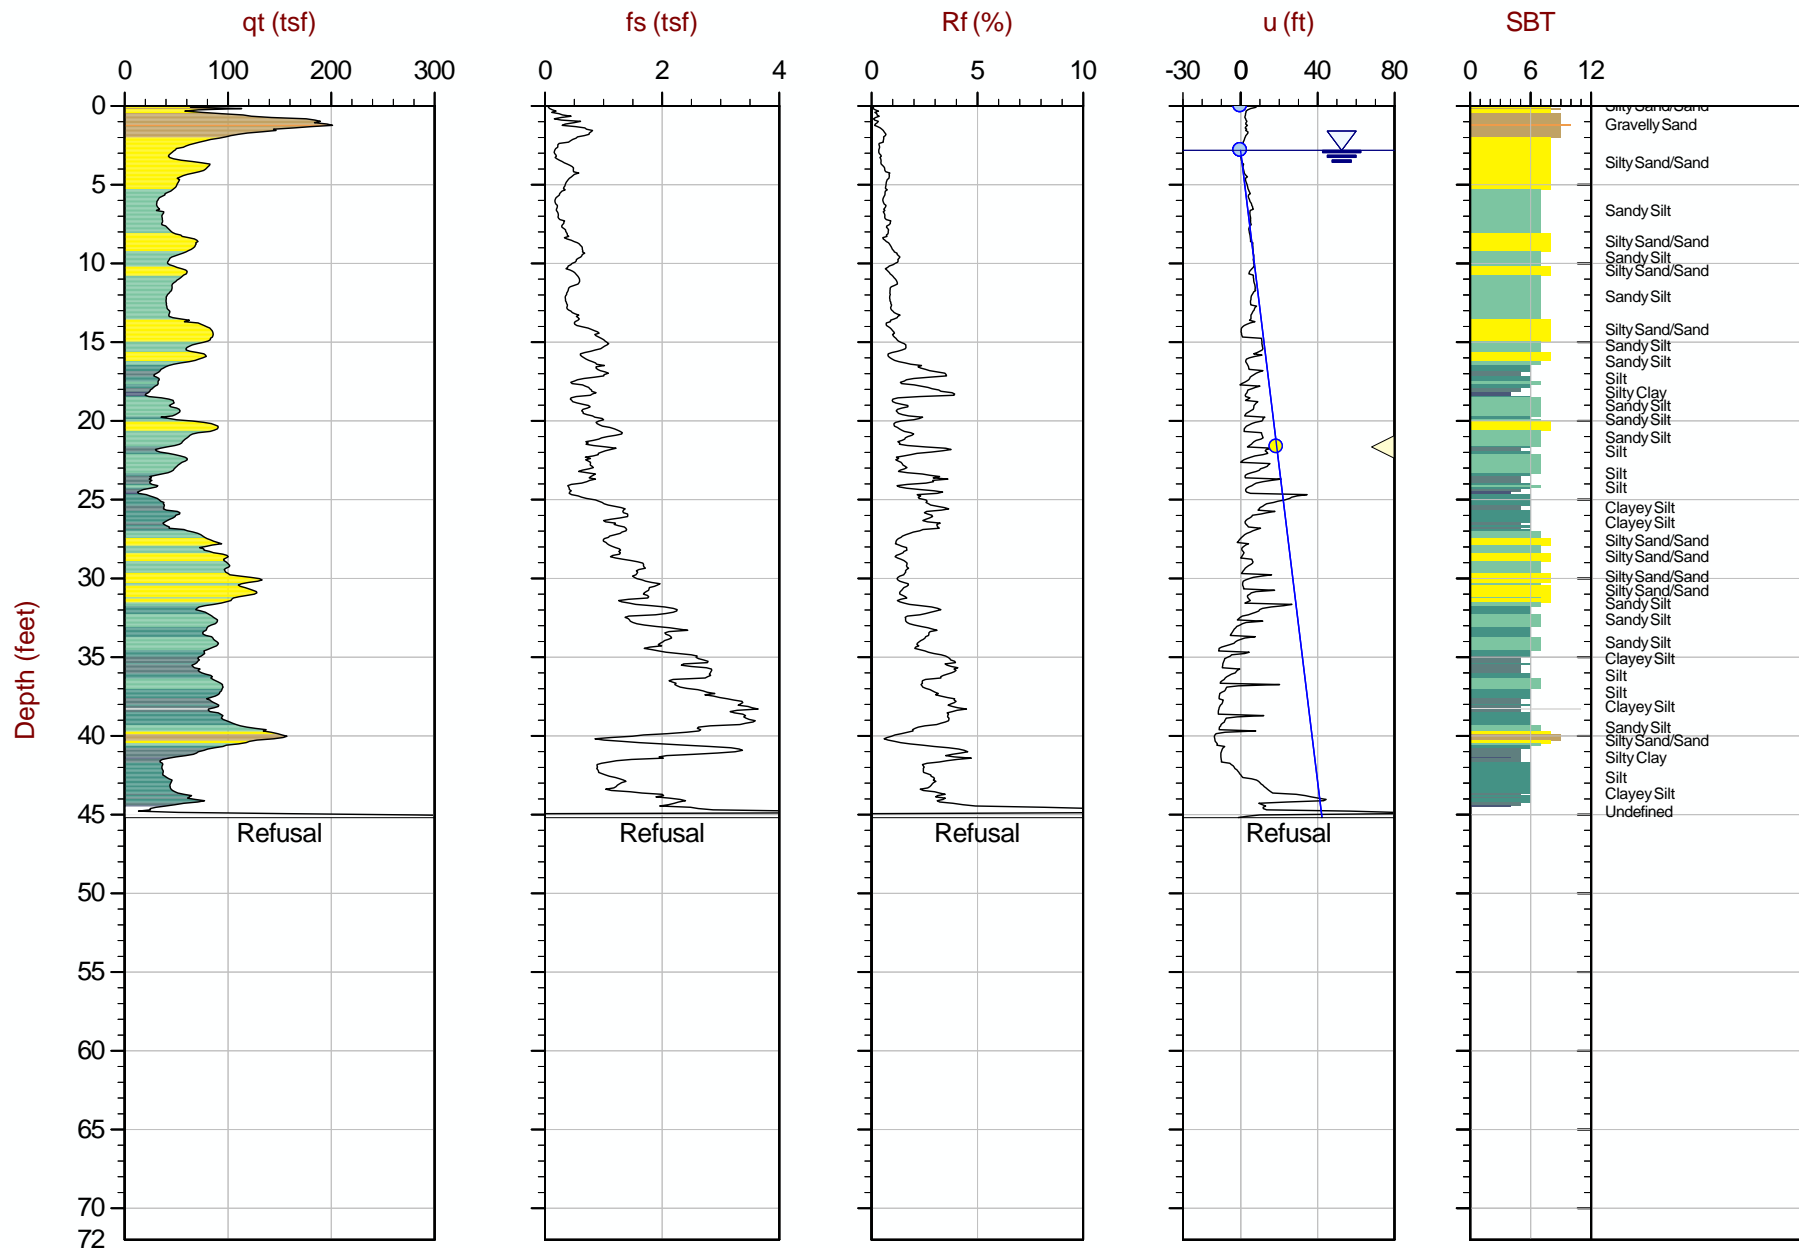 qt (tsf) fs (tsf) Rf (%) u (ft) SBT
0 100 200 300 0 2 4 0 5 10 -30 0 40 80 0 6 12
0
Silty Sand/Sand
Gravelly Sand
Silty Sand/Sand
5
Sandy Silt
Silty Sand/Sand
Sandy Silt
10
Silty Sand/Sand
Sandy Silt
Silty Sand/Sand
15
Sandy Silt
Sandy Silt
Silt
Silty Clay
Sandy Silt
20
Sandy Silt
Sandy Silt
Silt
Silt
Silt
25
Clayey Silt
Clayey Silt
Silty Sand/Sand
Silty Sand/Sand
30
Silty Sand/Sand
Silty Sand/Sand
Sandy Silt
Sandy Silt
Sandy Silt
35
Clayey Silt
Silt
Silt
Clayey Silt
Sandy Silt
40
Silty Sand/Sand
Silty Clay
Silt
Clayey Silt
Undefined
45
Refusal Refusal Refusal Refusal
50
55
60
65
70
72
Depth (feet)